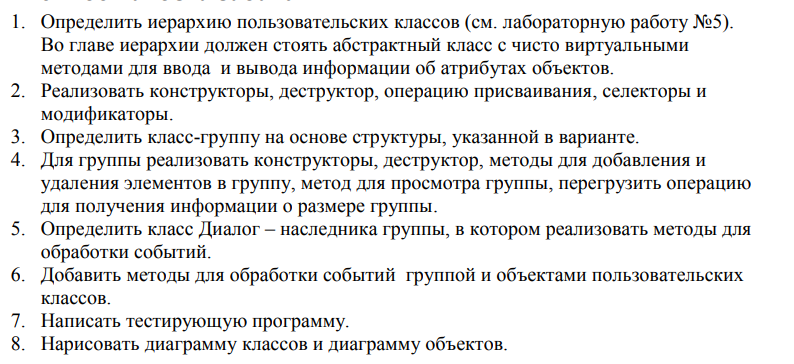 1. Определить иерархию пользовательских классов (см. лабораторную работу №5).
Во главе иерархии должен стоять абстрактный класс с чисто виртуальными
методами для ввода и вывода информации об атрибутах объектов.
2. Реализовать конструкторы, деструктор, операцию присваивания, селекторы и
модификаторы.
3. Определить класс-группу на основе структуры, указанной в варианте.
4. Для группы реализовать конструкторы, деструктор, методы для добавления и
удаления элементов в группу, метод для просмотра группы, перегрузить операцию
для получения информации о размере группы.
5. Определить класс Диалог – наследника группы, в котором реализовать методы для
обработки событий.
6. Добавить методы для обработки событий группой и объектами пользовательских
классов.
7. Написать тестирующую программу.
8. Нарисовать диаграмму классов и диаграмму объектов.